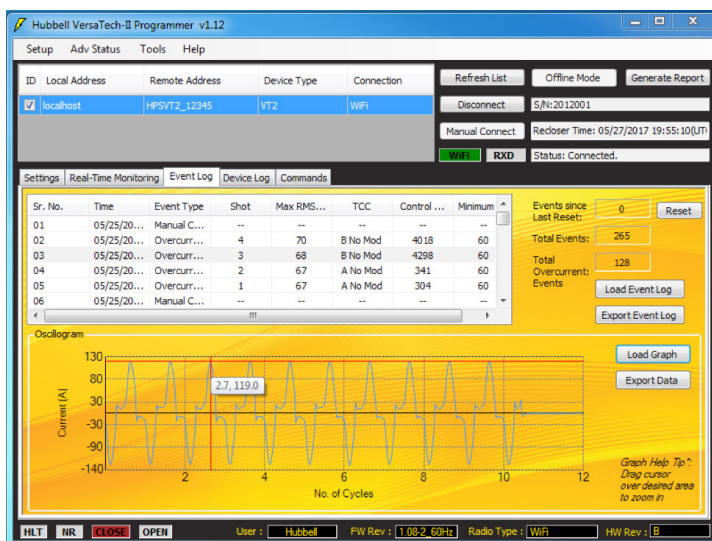 Hubbell VersaTech-II Programmer v1.12
Setup Adv Status Tools Help
ID Local Address Remote Address Device Type Connection
localhost HPSVT2_12345 VT2 WiFi
Refresh List Offline Mode Generate Report
Disconnect S/N:2012001
Manual Connect Recloser Time: 05/27/2017 19:55:10(UT
WiFi RXD Status: Connected.
Settings Real-Time Monitoring Event Log Device Log Commands
Sr. No. Time Event Type Shot Max RMS... TCC Control ... Minimum
01 05/25/20... Manual C... -- -- -- -- --
02 05/25/20... Overcurr... 4 70 B No Mod 4018 60
03 05/25/20... Overcurr... 3 68 B No Mod 4298 60
04 05/25/20... Overcurr... 2 67 A No Mod 341 60
05 05/25/20... Overcurr... 1 67 A No Mod 304 60
06 05/25/20... Manual C... -- -- -- -- --
Events since
Last Reset: 0 Reset
Total Events: 265
Total
Overcurrent: 128
Events
Load Event Log
Export Event Log
Oscillogram
130
80
30
-30
-90
-140
Current [A]
2.7, 119.0
2 4 6 8 10 12
No. of Cycles
Load Graph
Export Data
Graph Help Tip*:
Drag cursor
over desired area
to zoom in
HLT NR CLOSE OPEN User : Hubbell FW Rev : 1.08-2_60Hz Radio Type : WiFi HW Rev : B